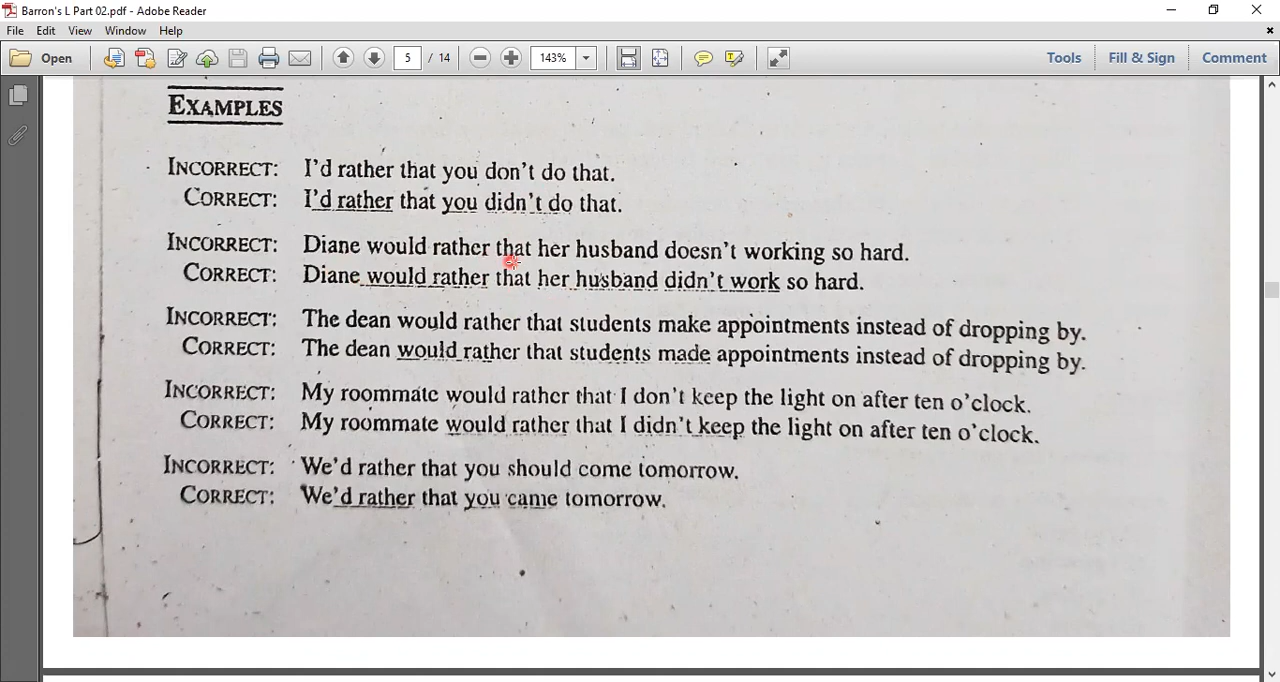 Barron's L Part 02.pdf - Adobe Reader
File Edit View Window Help
Open 5 / 14 143% Tools Fill & Sign Comment
EXAMPLES
INCORRECT: I'd rather that you don't do that.
CORRECT: I'd rather that you didn't do that.
INCORRECT: Diane would rather that her husband doesn't working so hard.
CORRECT: Diane would rather that her husband didn't work so hard.
INCORRECT: The dean would rather that students make appointments instead of dropping by.
CORRECT: The dean would rather that students made appointments instead of dropping by.
INCORRECT: My roommate would rather that I don't keep the light on after ten o'clock.
CORRECT: My roommate would rather that I didn't keep the light on after ten o'clock.
INCORRECT: We'd rather that you should come tomorrow.
CORRECT: We'd rather that you came tomorrow.